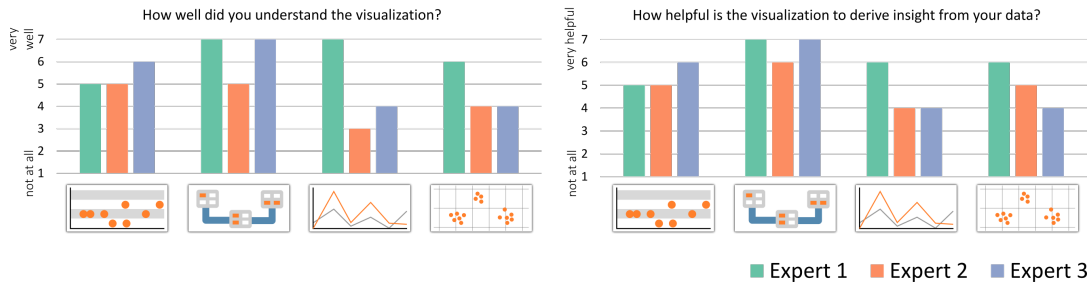 How well did you understand the visualization?
very well
7
6
5
4
3
2
1
not at all
How helpful is the visualization to derive insight from your data?
very helpful
7
6
5
4
3
2
1
not at all
Expert 1 Expert 2 Expert 3